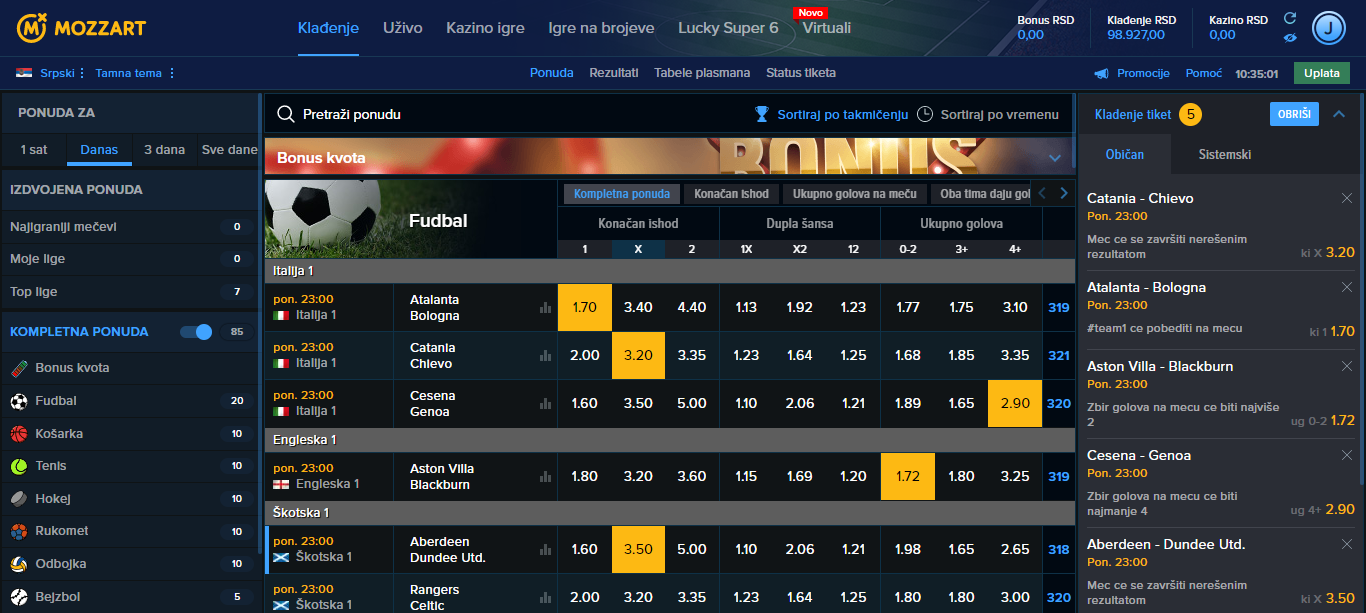 MOZZART
Klađenje
Uživo
Kazino igre
Igre na brojeve
Lucky Super 6
Novo
Virtuali
Bonus RSD
0,00
Klađenje RSD
98.927,00
Kazino RSD
0,00
J
Srpski
Tamna tema
Ponuda
Rezultati
Tabele plasmana
Status tiketa
Promocije
Pomoć
10:35:01
Uplata
PONUDA ZA
1 sat
Danas
3 dana
Sve dane
IZDVOJENA PONUDA
Najigraniji mečevi 0
Moje lige 0
Top lige 7
KOMPLETNA PONUDA 85
Bonus kvota
Fudbal 20
Košarka 10
Tenis 10
Hokej 10
Rukomet 10
Odbojka 10
Bejzbol 5
Pretraži ponudu
Sortiraj po takmičenju
Sortiraj po vremenu
Bonus kvota
BONUS
Fudbal
Kompletna ponuda
Konačan ishod
Ukupno golova na meču
Oba tima daju gol
Konačan ishod
Dupla šansa
Ukupno golova
1 X 2 1X X2 12 0-2 3+ 4+
Italija 1
pon. 23:00
Italija 1
Atalanta
Bologna
1.70 3.40 4.40 1.13 1.92 1.23 1.77 1.75 3.10 319
pon. 23:00
Italija 1
Catania
Chievo
2.00 3.20 3.35 1.23 1.64 1.25 1.68 1.85 3.35 321
pon. 23:00
Italija 1
Cesena
Genoa
1.60 3.50 5.00 1.10 2.06 1.21 1.89 1.65 2.90 320
Engleska 1
pon. 23:00
Engleska 1
Aston Villa
Blackburn
1.80 3.20 3.60 1.15 1.69 1.20 1.72 1.80 3.25 319
Škotska 1
pon. 23:00
Škotska 1
Aberdeen
Dundee Utd.
1.60 3.50 5.00 1.10 2.06 1.21 1.98 1.65 2.65 318
pon. 23:00
Škotska 1
Rangers
Celtic
2.00 3.20 3.35 1.23 1.64 1.25 1.80 1.80 3.00 320
Klađenje tiket 5
OBRIŠI
Običan
Sistemski
Catania - Chievo
Pon. 23:00
Mec ce se završiti nerešenim
rezultatom ki X 3.20
Atalanta - Bologna
Pon. 23:00
#team1 ce pobediti na mecu ki 1 1.70
Aston Villa - Blackburn
Pon. 23:00
Zbir golova na mecu ce biti najviše
2 ug 0-2 1.72
Cesena - Genoa
Pon. 23:00
Zbir golova na mecu ce biti
najmanje 4 ug 4+ 2.90
Aberdeen - Dundee Utd.
Pon. 23:00
Mec ce se završiti nerešenim
rezultatom ki X 3.50